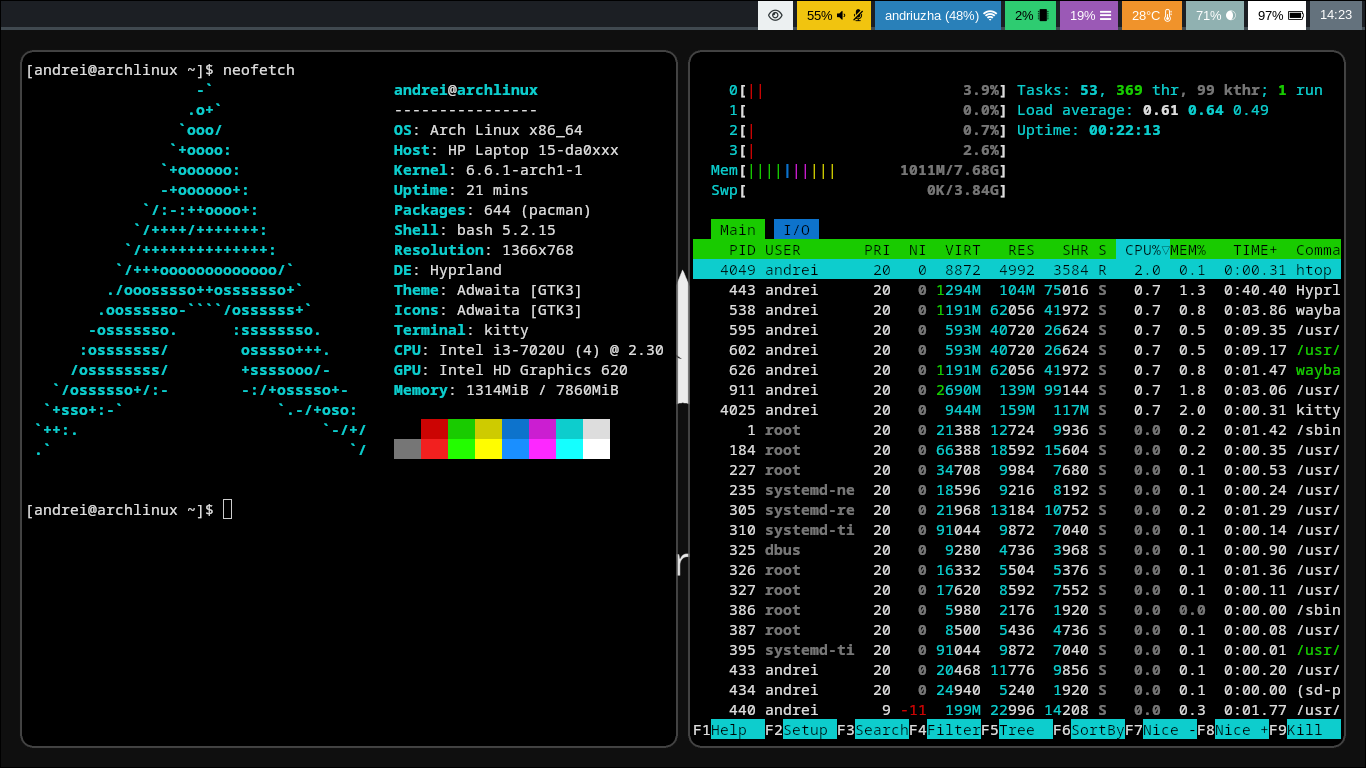 55% andriuzha (48%) 2% 19% 28°C 71% 97% 14:23
[andrei@archlinux ~]$ neofetch
-`
.o+`
`ooo/
`+oooo:
`+oooooo:
-+oooooo+:
`/:-:++oooo+:
`/++++/+++++++:
`/++++++++++++++:
`/+++ooooooooooooo/`
./ooosssso++osssssso+`
.oossssso-````/ossssss+`
-osssssso. :ssssssso.
:osssssss/ osssso+++.
/ossssssss/ +ssssooo/-
`/ossssso+/:- -:/+osssso+-
`+sso+:-` `.-/+oso:
`++:. `-/+/
.` `/
andrei@archlinux
----------------
OS: Arch Linux x86_64
Host: HP Laptop 15-da0xxx
Kernel: 6.6.1-arch1-1
Uptime: 21 mins
Packages: 644 (pacman)
Shell: bash 5.2.15
Resolution: 1366x768
DE: Hyprland
Theme: Adwaita [GTK3]
Icons: Adwaita [GTK3]
Terminal: kitty
CPU: Intel i3-7020U (4) @ 2.30
GPU: Intel HD Graphics 620
Memory: 1314MiB / 7860MiB
[andrei@archlinux ~]$
0[|| 3.9%] Tasks: 53, 369 thr, 99 kthr; 1 run
1[ 0.0%] Load average: 0.61 0.64 0.49
2[| 0.7%] Uptime: 00:22:13
3[| 2.6%]
Mem[|||||||||| 1011M/7.68G]
Swp[ 0K/3.84G]
Main I/O
PID USER PRI NI VIRT RES SHR S CPU%▽MEM% TIME+ Comma
4049 andrei 20 0 8872 4992 3584 R 2.0 0.1 0:00.31 htop
443 andrei 20 0 1294M 104M 75016 S 0.7 1.3 0:40.40 Hyprl
538 andrei 20 0 1191M 62056 41972 S 0.7 0.8 0:03.86 wayba
595 andrei 20 0 593M 40720 26624 S 0.7 0.5 0:09.35 /usr/
602 andrei 20 0 593M 40720 26624 S 0.7 0.5 0:09.17 /usr/
626 andrei 20 0 1191M 62056 41972 S 0.7 0.8 0:01.47 wayba
911 andrei 20 0 2690M 139M 99144 S 0.7 1.8 0:03.06 /usr/
4025 andrei 20 0 944M 159M 117M S 0.7 2.0 0:00.31 kitty
1 root 20 0 21388 12724 9936 S 0.0 0.2 0:01.42 /sbin
184 root 20 0 66388 18592 15604 S 0.0 0.2 0:00.35 /usr/
227 root 20 0 34708 9984 7680 S 0.0 0.1 0:00.53 /usr/
235 systemd-ne 20 0 18596 9216 8192 S 0.0 0.1 0:00.24 /usr/
305 systemd-re 20 0 21968 13184 10752 S 0.0 0.2 0:01.29 /usr/
310 systemd-ti 20 0 91044 9872 7040 S 0.0 0.1 0:00.14 /usr/
325 dbus 20 0 9280 4736 3968 S 0.0 0.1 0:00.90 /usr/
326 root 20 0 16332 5504 5376 S 0.0 0.1 0:01.36 /usr/
327 root 20 0 17620 8592 7552 S 0.0 0.1 0:00.11 /usr/
386 root 20 0 5980 2176 1920 S 0.0 0.0 0:00.00 /sbin
387 root 20 0 8500 5436 4736 S 0.0 0.1 0:00.08 /usr/
395 systemd-ti 20 0 91044 9872 7040 S 0.0 0.1 0:00.01 /usr/
433 andrei 20 0 20468 11776 9856 S 0.0 0.1 0:00.20 /usr/
434 andrei 20 0 24940 5240 1920 S 0.0 0.1 0:00.00 (sd-p
440 andrei 9 -11 199M 22996 14208 S 0.0 0.3 0:01.77 /usr/
F1Help F2Setup F3SearchF4FilterF5Tree F6SortByF7Nice -F8Nice +F9Kill